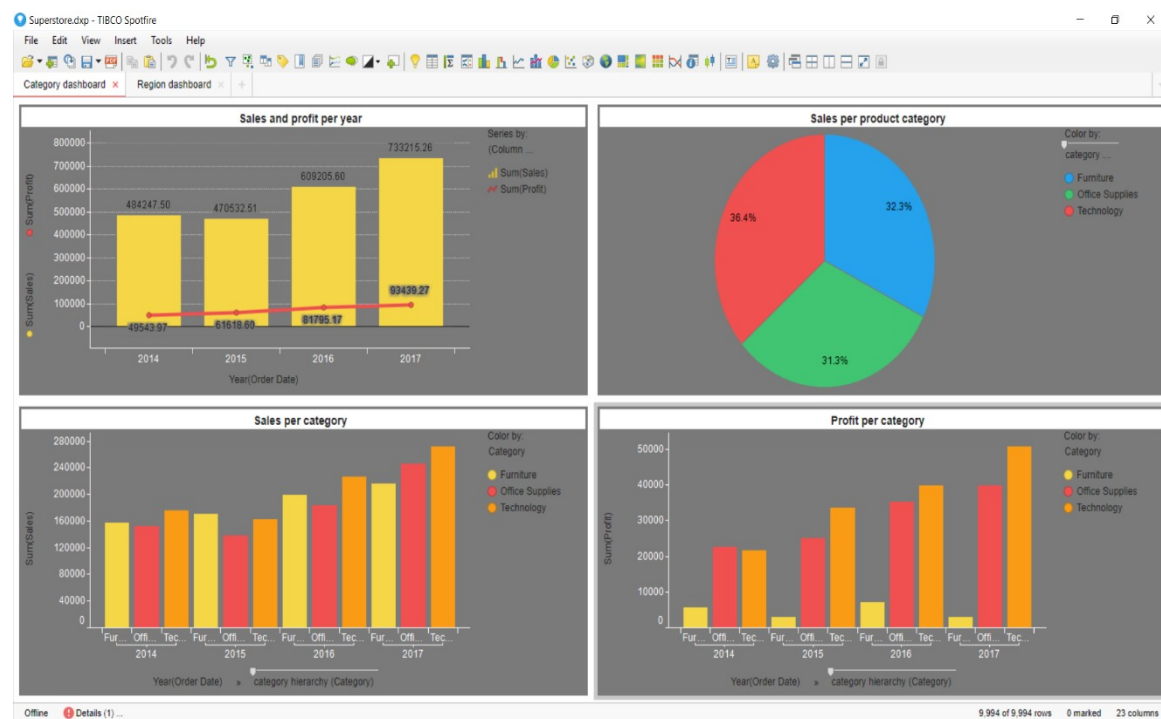 Superstore.dxp - TIBCO Spotfire
File Edit View Insert Tools Help
Category dashboard × Region dashboard × +
Sales and profit per year
Series by:
(Column ...
Sum(Sales)
Sum(Profit)
800000
700000
600000
500000
400000
300000
200000
100000
0
Sum(Profit)
Sum(Sales)
484247.50
470532.51
609205.60
733215.26
49543.97
61618.60
81795.17
93439.27
2014 2015 2016 2017
Year(Order Date)
Sales per product category
Color by:
category ...
Furniture
Office Supplies
Technology
36.4%
32.3%
31.3%
Sales per category
Color by:
Category
Furniture
Office Supplies
Technology
280000
240000
200000
160000
120000
80000
40000
0
Sum(Sales)
Fur... Offi... Tec... Fur... Offi... Tec... Fur... Offi... Tec... Fur... Offi... Tec...
2014 2015 2016 2017
Year(Order Date) » category hierarchy (Category)
Profit per category
Color by:
Category
Furniture
Office Supplies
Technology
50000
40000
30000
20000
10000
0
Sum(Profit)
Fur... Offi... Tec... Fur... Offi... Tec... Fur... Offi... Tec... Fur... Offi... Tec...
2014 2015 2016 2017
Year(Order Date) » category hierarchy (Category)
Offline Details (1) ... 9,994 of 9,994 rows 0 marked 23 columns